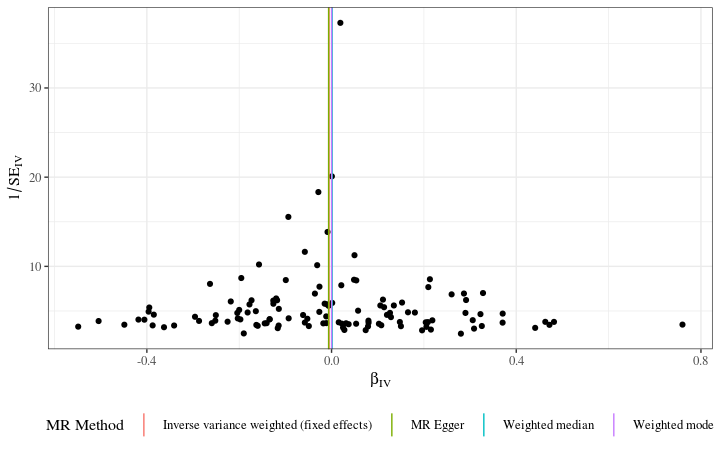 1/SE_IV
30
20
10
-0.4
0.0
0.4
0.8
β_IV
MR Method
Inverse variance weighted (fixed effects)
MR Egger
Weighted median
Weighted mode